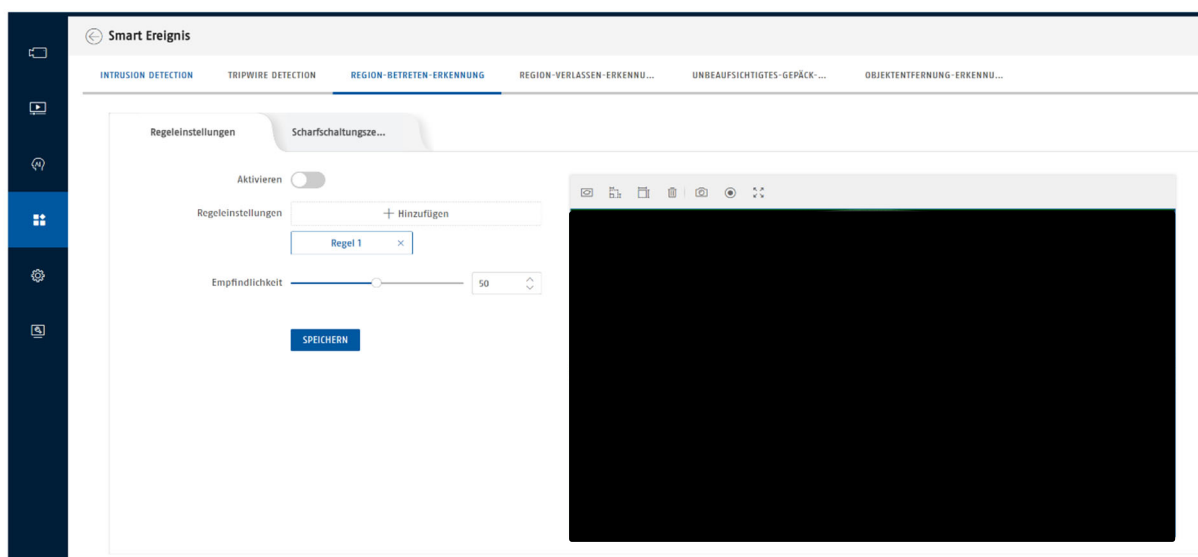 Smart Ereignis
INTRUSION DETECTION TRIPWIRE DETECTION REGION-BETRETEN-ERKENNUNG REGION-VERLASSEN-ERKENNU... UNBEAUFSICHTIGTES-GEPÄCK-... OBJEKTENTFERNUNG-ERKENNU...
Regeleinstellungen Scharfschaltungsze...
Aktivieren
Regeleinstellungen + Hinzufügen
Regel 1 ×
Empfindlichkeit 50
SPEICHERN